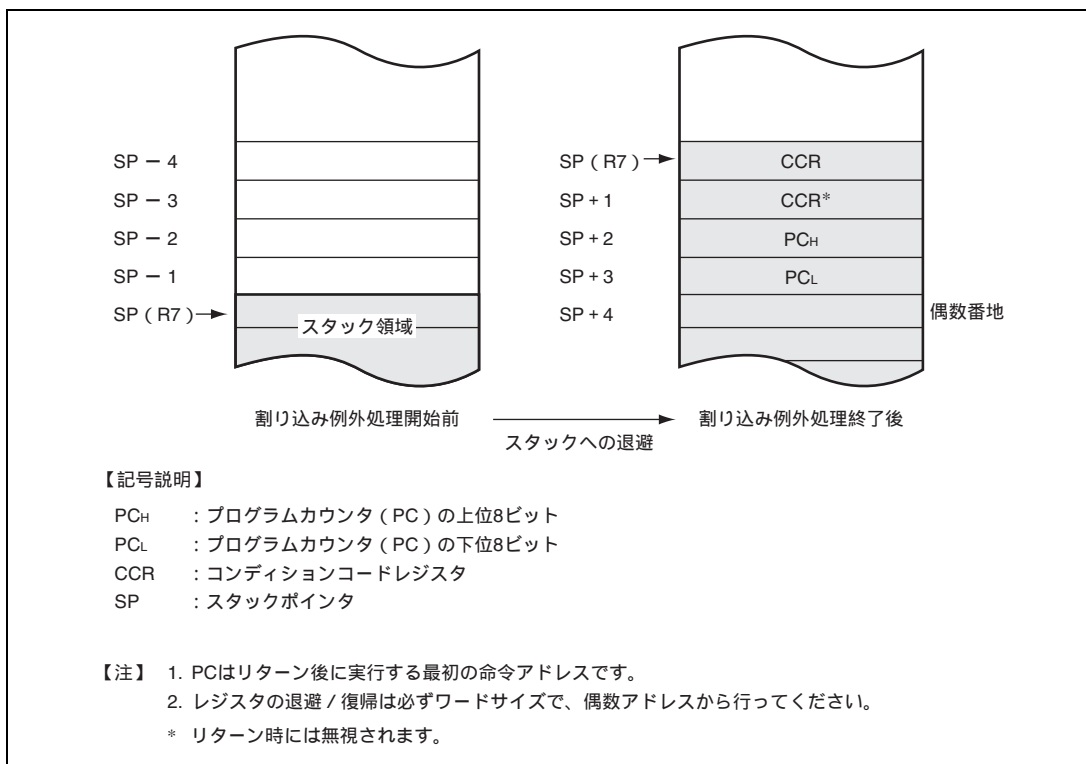 SP － 4
SP － 3
SP － 2
SP － 1
SP（R7）
スタック領域
SP（R7）
SP + 1
SP + 2
SP + 3
SP + 4
CCR
CCR*
PCH
PCL
偶数番地
割り込み例外処理開始前
スタックへの退避
割り込み例外処理終了後
【記号説明】
PCH ：プログラムカウンタ（PC）の上位8ビット
PCL ：プログラムカウンタ（PC）の下位8ビット
CCR ：コンディションコードレジスタ
SP ：スタックポインタ
【注】 1. PCはリターン後に実行する最初の命令アドレスです。
2. レジスタの退避 / 復帰は必ずワードサイズで、偶数アドレスから行ってください。
* リターン時には無視されます。